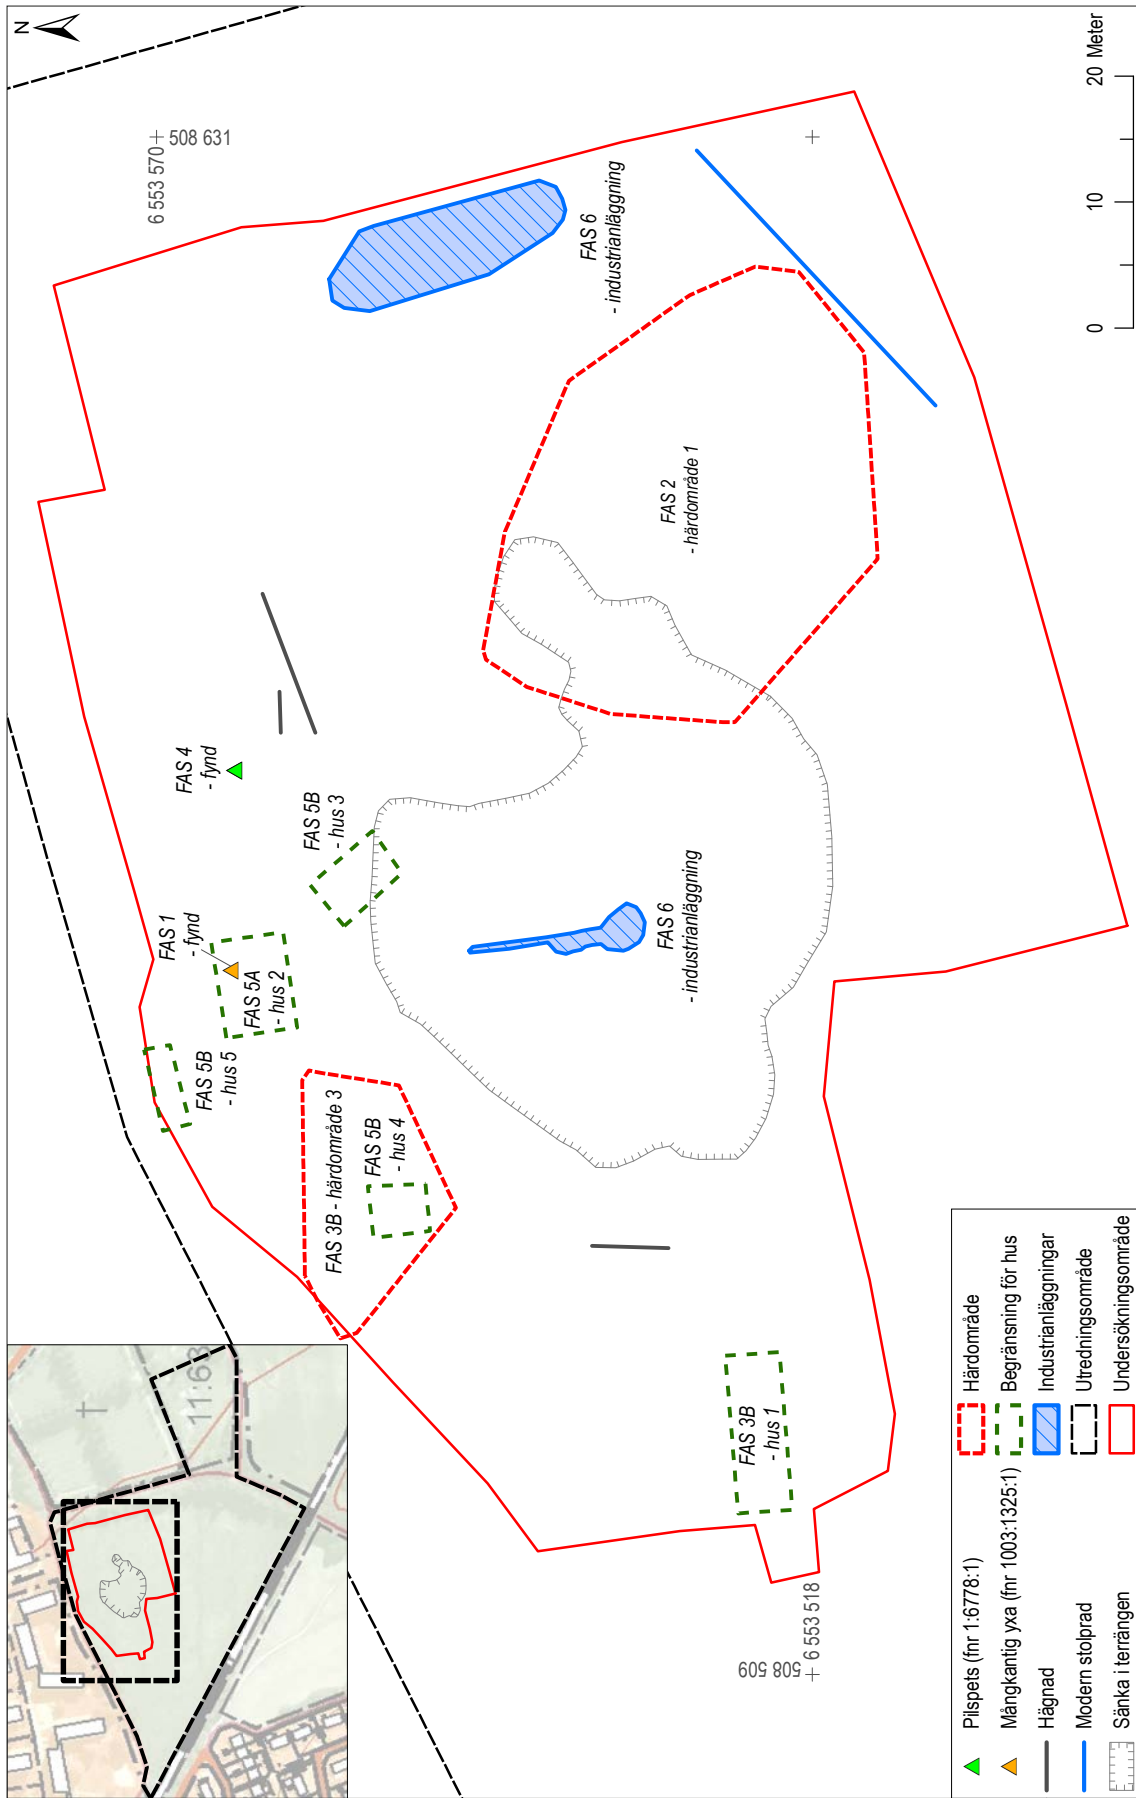 N
6 553 570
508 631
FAS 6
- industrianläggning
FAS 4
- fynd
FAS 1
- fynd
FAS 5B
- hus 3
FAS 5A
- hus 2
FAS 5B
- hus 5
FAS 3B - härdområde 3
FAS 5B
- hus 4
FAS 2
- härdområde 1
FAS 6
- industrianläggning
FAS 3B
- hus 1
508 509
6 553 518
11:63
0 10 20 Meter
Pilspets (fnr 1:6778:1)
Mångkantig yxa (fnr 1003:1325:1)
Hägnad
Modern stolprad
Sänka i terrängen
Härdområde
Begränsning för hus
Industrianläggningar
Utredningsområde
Undersökningsområde